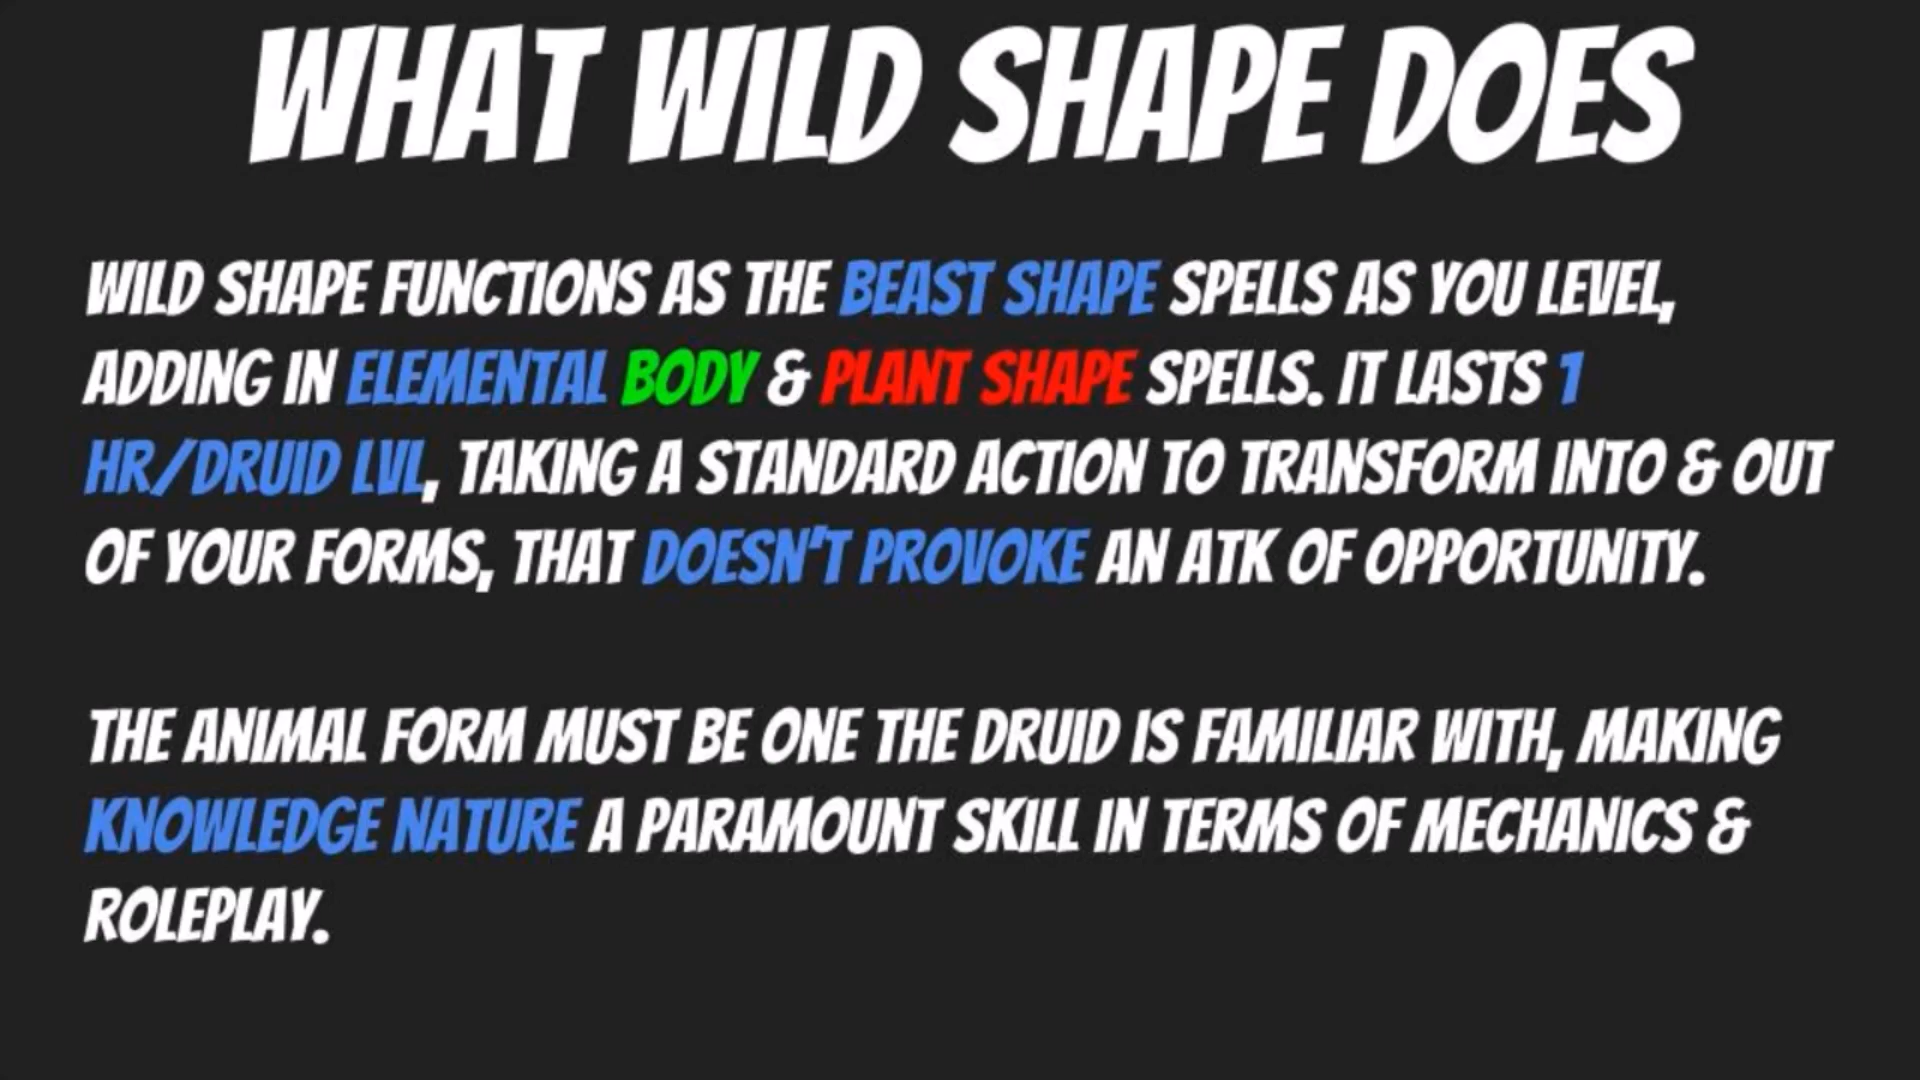 WHAT WILD SHAPE DOES
WILD SHAPE FUNCTIONS AS THE BEAST SHAPE SPELLS AS YOU LEVEL,
ADDING IN ELEMENTAL BODY & PLANT SHAPE SPELLS. IT LASTS 1
HR/DRUID LVL, TAKING A STANDARD ACTION TO TRANSFORM INTO & OUT
OF YOUR FORMS, THAT DOESN'T PROVOKE AN ATK OF OPPORTUNITY.
THE ANIMAL FORM MUST BE ONE THE DRUID IS FAMILIAR WITH, MAKING
KNOWLEDGE NATURE A PARAMOUNT SKILL IN TERMS OF MECHANICS &
ROLEPLAY.